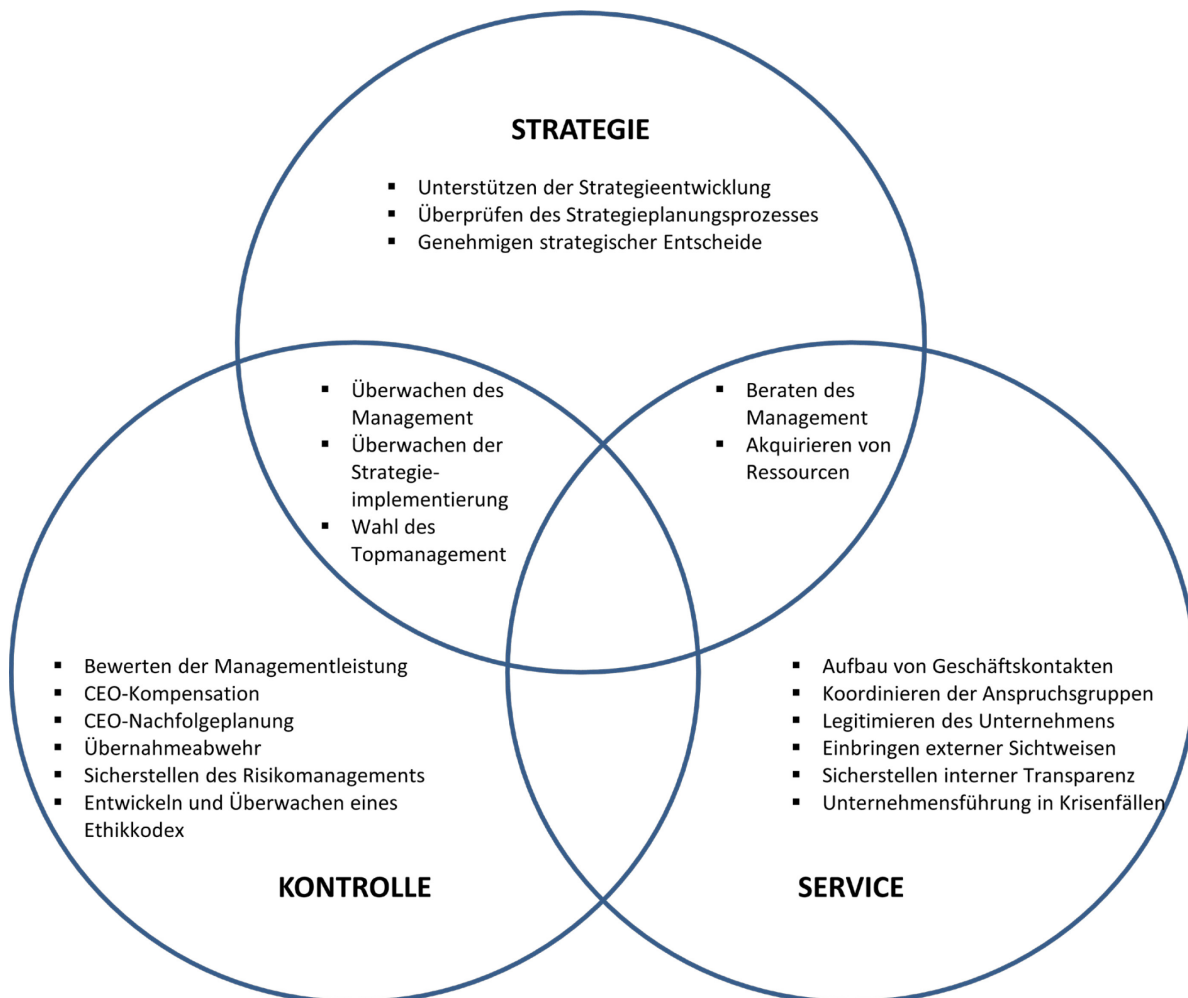 STRATEGIE
▪ Unterstützen der Strategieentwicklung
▪ Überprüfen des Strategieplanungsprozesses
▪ Genehmigen strategischer Entscheide
▪ Überwachen des
Management
▪ Überwachen der
Strategie-
implementierung
▪ Wahl des
Topmanagement
▪ Beraten des
Management
▪ Akquirieren von
Ressourcen
▪ Bewerten der Managementleistung
▪ CEO-Kompensation
▪ CEO-Nachfolgeplanung
▪ Übernahmeabwehr
▪ Sicherstellen des Risikomanagements
▪ Entwickeln und Überwachen eines
Ethikkodex
KONTROLLE
▪ Aufbau von Geschäftskontakten
▪ Koordinieren der Anspruchsgruppen
▪ Legitimieren des Unternehmens
▪ Einbringen externer Sichtweisen
▪ Sicherstellen interner Transparenz
▪ Unternehmensführung in Krisenfällen
SERVICE